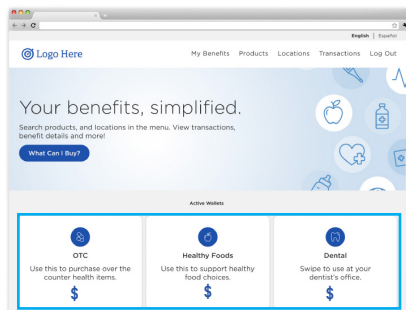 English | Español
Logo Here
My Benefits Products Locations Transactions Log Out
Your benefits, simplified.
Search products, and locations in the menu. View transactions,
benefit details and more!
What Can I Buy?
Active Wallets
OTC
Use this to purchase over the
counter health items.
$
Healthy Foods
Use this to support healthy
food choices.
$
Dental
Swipe to use at your
dentist's office.
$